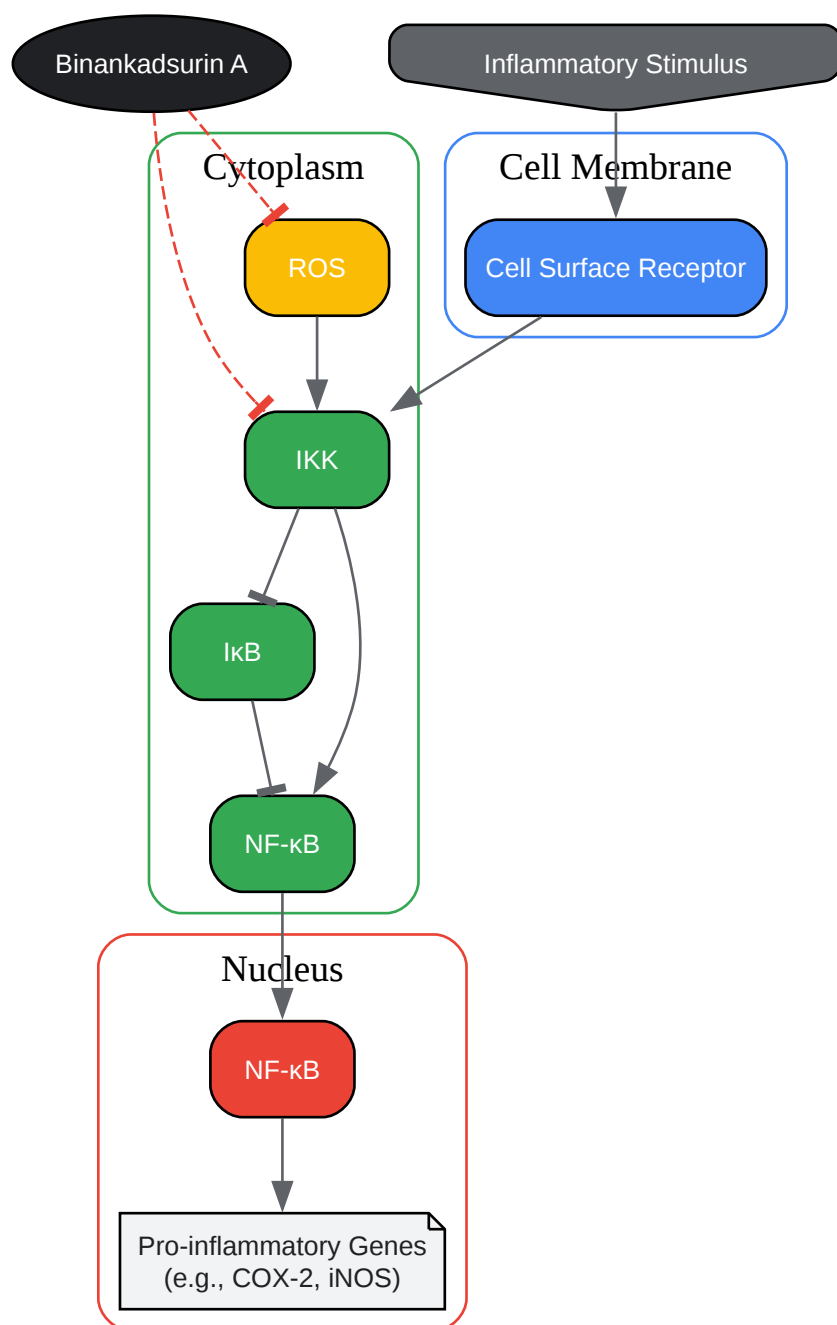 Binankadsurin A
Inflammatory Stimulus
Cytoplasm
Cell Membrane
ROS
Cell Surface Receptor
IKK
IκB
NF-κB
Nucleus
NF-κB
Pro-inflammatory Genes
(e.g., COX-2, iNOS)